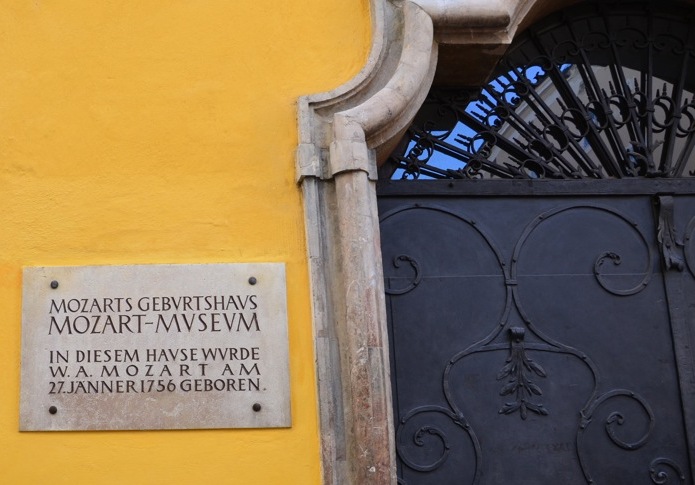 MOZARTS GEBVRTSHAVS
MOZART-MVSEVM
IN DIESEM HAVSE WVRDE
W. A. MOZART AM
27. JÄNNER 1756 GEBOREN.